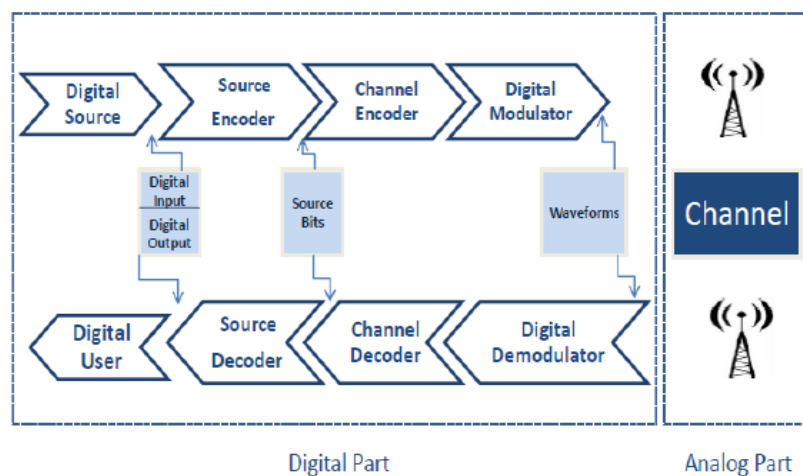 Digital
Source
Source
Encoder
Channel
Encoder
Digital
Modulator
Digital
Input
Digital
Output
Source
Bits
Waveforms
Channel
Digital
User
Source
Decoder
Channel
Decoder
Digital
Demodulator
Digital Part
Analog Part